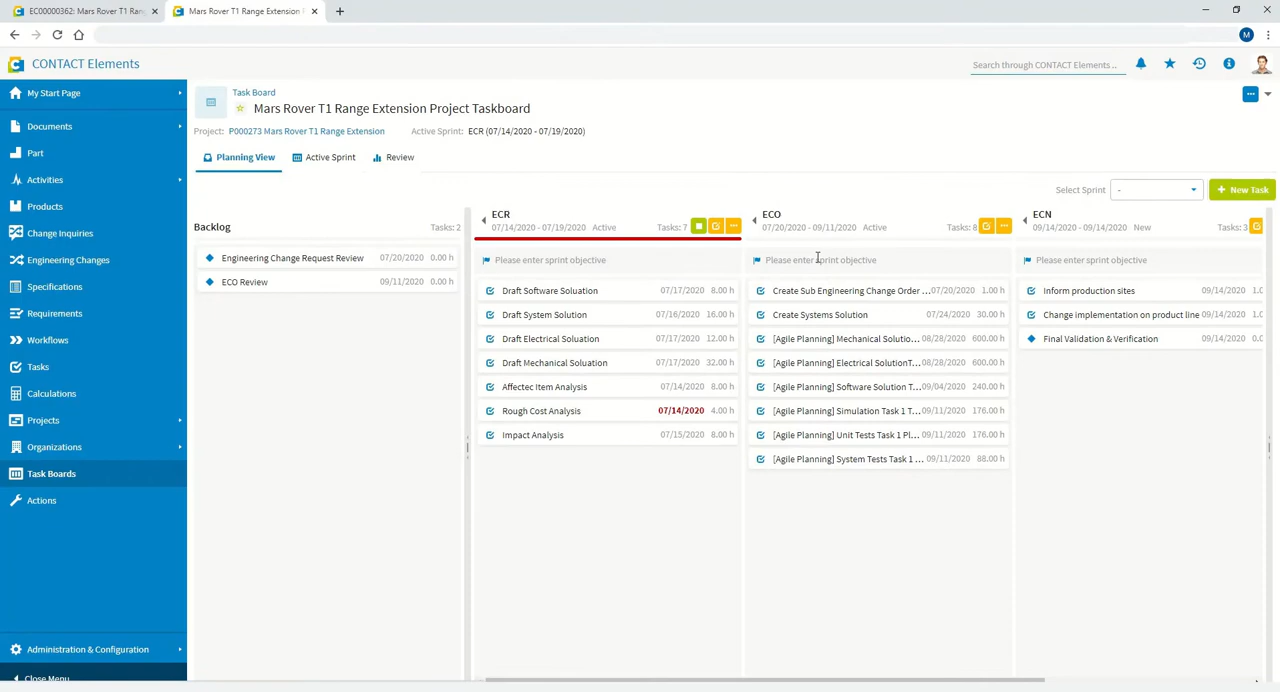 EC00000362: Mars Rover T1 Ran
Mars Rover T1 Range Extension
M
CONTACT Elements
Search through CONTACT Elements ..
My Start Page
Documents
Part
Activities
Products
Change Inquiries
Engineering Changes
Specifications
Requirements
Workflows
Tasks
Calculations
Projects
Organizations
Task Boards
Actions
Administration & Configuration
Close Menu
Task Board
Mars Rover T1 Range Extension Project Taskboard
Project: P000273 Mars Rover T1 Range Extension Active Sprint: ECR (07/14/2020 - 07/19/2020)
Planning View Active Sprint Review
Select Sprint - + New Task
Backlog Tasks: 2
Engineering Change Request Review 07/20/2020 0.00 h
ECO Review 09/11/2020 0.00 h
ECR
07/14/2020 - 07/19/2020 Active Tasks: 7
Please enter sprint objective
Draft Software Soluation 07/17/2020 8.00 h
Draft System Solution 07/16/2020 16.00 h
Draft Electrical Soluation 07/17/2020 12.00 h
Draft Mechanical Soluation 07/17/2020 32.00 h
Affectec Item Analysis 07/14/2020 8.00 h
Rough Cost Analysis 07/14/2020 4.00 h
Impact Analysis 07/15/2020 8.00 h
ECO
07/20/2020 - 09/11/2020 Active Tasks: 8
Please enter sprint objective
Create Sub Engineering Change Order ... 07/20/2020 1.00 h
Create Systems Solution 07/24/2020 30.00 h
[Agile Planning] Mechanical Solutio... 08/28/2020 600.00 h
[Agile Planning] Electrical SolutionT... 08/28/2020 600.00 h
[Agile Planning] Software Solution T... 09/04/2020 240.00 h
[Agile Planning] Simulation Task 1 T... 09/11/2020 176.00 h
[Agile Planning] Unit Tests Task 1 Pl... 09/11/2020 176.00 h
[Agile Planning] System Tests Task 1 ... 09/11/2020 88.00 h
ECN
09/14/2020 - 09/14/2020 New Tasks: 3
Please enter sprint objective
Inform production sites 09/14/2020 1.0
Change implementation on product line 09/14/2020 1.0
Final Validation & Verification 09/14/2020 0.0